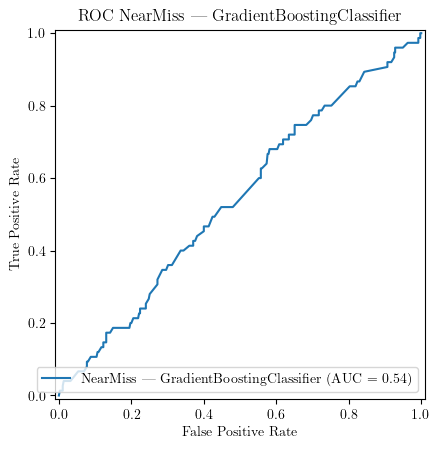 ROC NearMiss — GradientBoostingClassifier
True Positive Rate
1.0
0.8
0.6
0.4
0.2
0.0
NearMiss — GradientBoostingClassifier (AUC = 0.54)
0.0 0.2 0.4 0.6 0.8 1.0
False Positive Rate